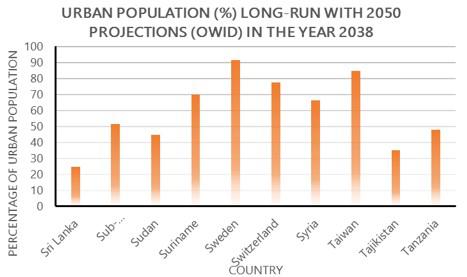 URBAN POPULATION (%) LONG-RUN WITH 2050
PROJECTIONS (OWID) IN THE YEAR 2038
PERCENTAGE OF URBAN POPULATION
100
90
80
70
60
50
40
30
20
10
0
Sri Lanka
Sub-...
Sudan
Suriname
Sweden
Switzerland
Syria
Taiwan
Tajikistan
Tanzania
COUNTRY